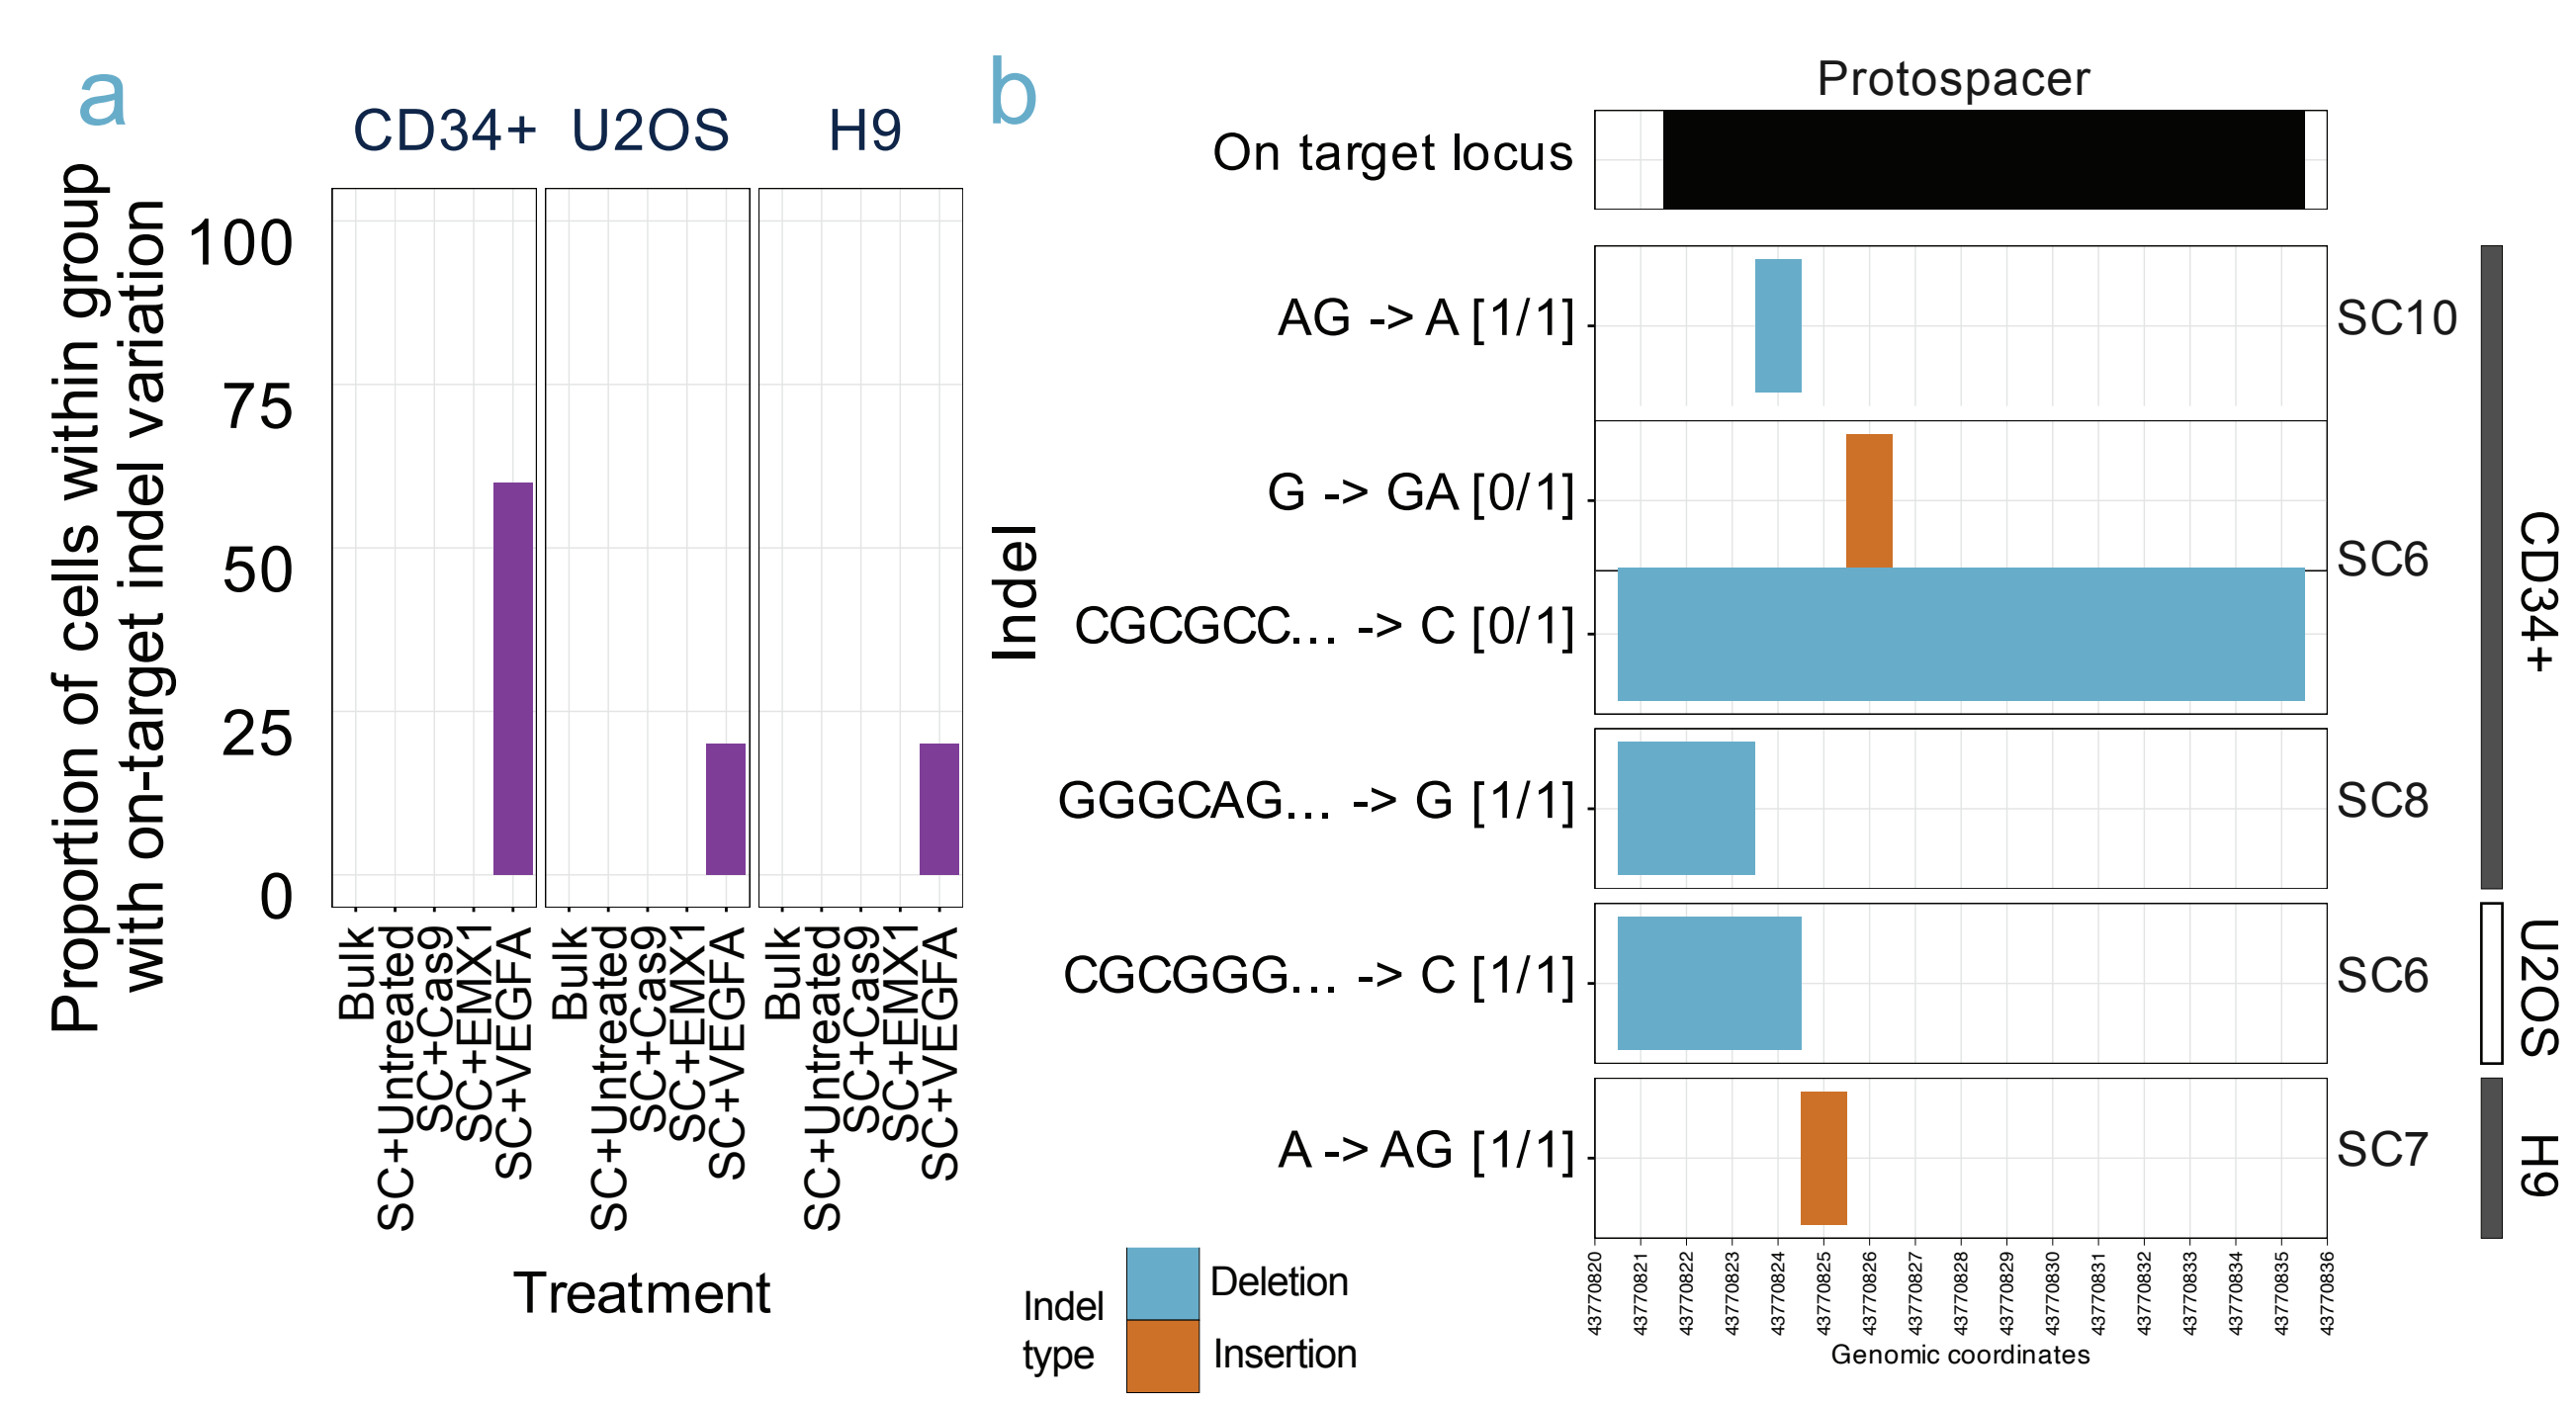 a
CD34+
U2OS
H9
Proportion of cells within group
with on-target indel variation
100
75
50
25
0
Bulk
SC+Untreated
SC+Cas9
SC+EMX1
SC+VEGFA
Bulk
SC+Untreated
SC+Cas9
SC+EMX1
SC+VEGFA
Bulk
SC+Untreated
SC+Cas9
SC+EMX1
SC+VEGFA
Treatment
b
Protospacer
On target locus
Indel
AG -> A [1/1]
SC10
G -> GA [0/1]
SC6
CGCGCC... -> C [0/1]
GGGCAG... -> G [1/1]
SC8
CD34+
CGCGGG... -> C [1/1]
SC6
U2OS
A -> AG [1/1]
SC7
H9
43770820
43770821
43770822
43770823
43770824
43770825
43770826
43770827
43770828
43770829
43770830
43770831
43770832
43770833
43770834
43770835
43770836
Genomic coordinates
Indel
type
Deletion
Insertion